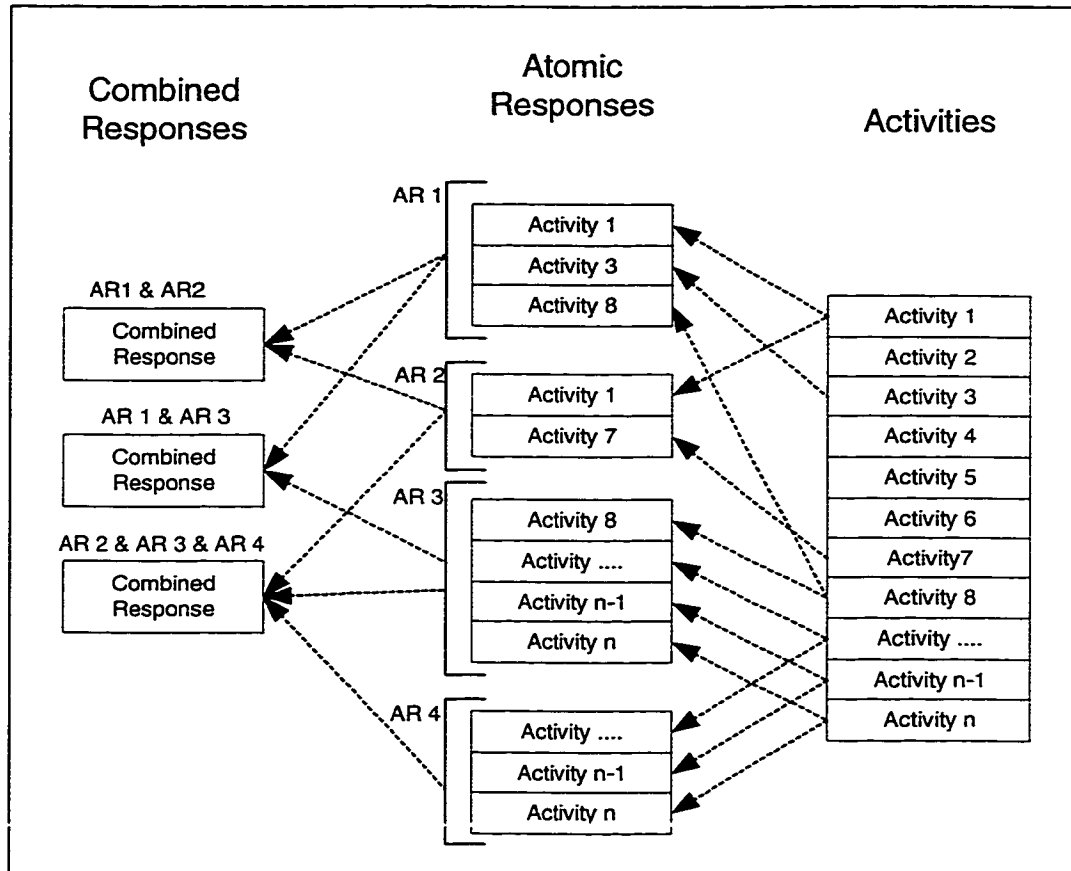 Combined
Responses
Atomic
Responses
Activities
AR1 & AR2
Combined
Response
AR 1 & AR 3
Combined
Response
AR 2 & AR 3 & AR 4
Combined
Response
AR 1
Activity 1
Activity 3
Activity 8
AR 2
Activity 1
Activity 7
AR 3
Activity 8
Activity ....
Activity n-1
Activity n
AR 4
Activity ....
Activity n-1
Activity n
Activity 1
Activity 2
Activity 3
Activity 4
Activity 5
Activity 6
Activity7
Activity 8
Activity ....
Activity n-1
Activity n